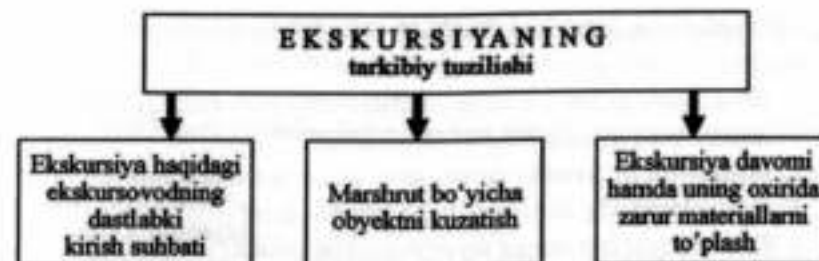 EKSKURSIYANING
tarkibiy tuzilishi
Ekskursiya haqidagi
ekskursovodning
dastlabki
kirish suhbati
Marshrut bo'yicha
obyektni kuzatish
Ekskursiya davomi
hamda uning oxirida
zarur materiallarni
to'plash